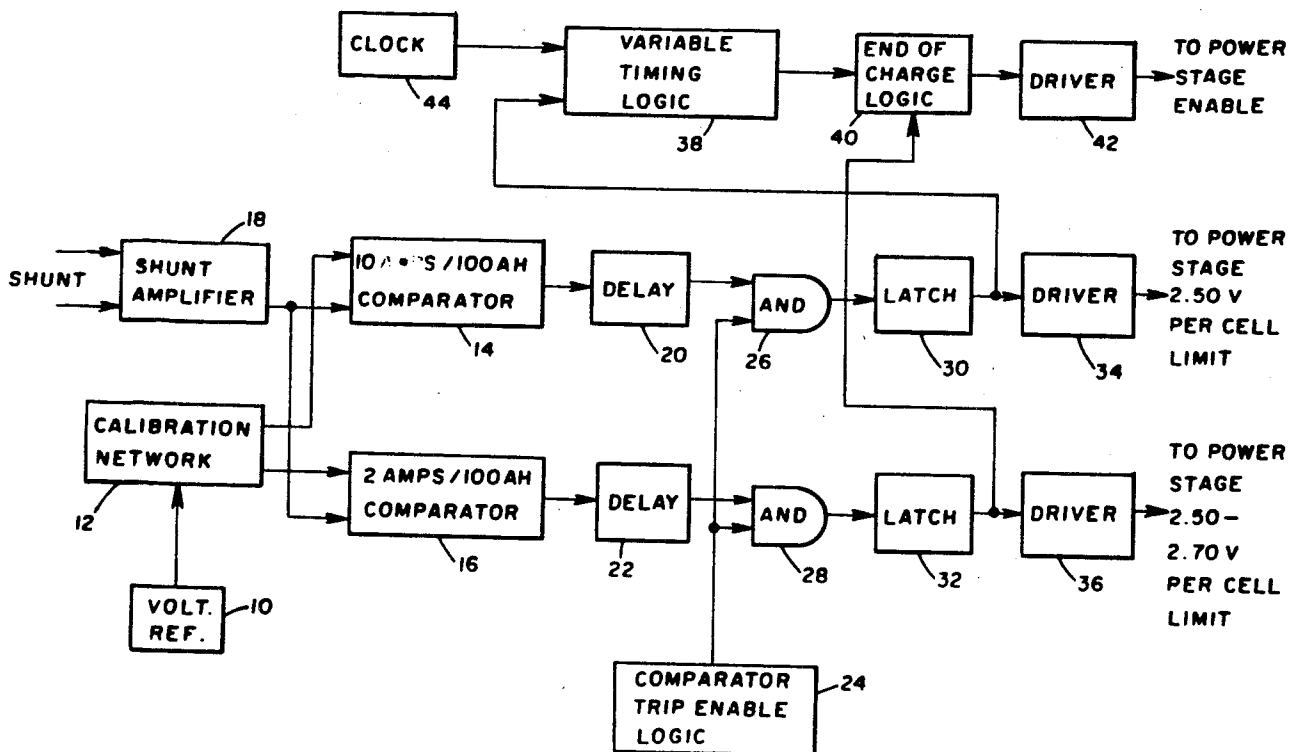 CLOCK
44
VARIABLE
TIMING
LOGIC
38
END OF
CHARGE
LOGIC
40
DRIVER
42
TO POWER
STAGE
ENABLE
SHUNT
18
SHUNT
AMPLIFIER
10 /100AH
COMPARATOR
14
DELAY
20
AND
26
LATCH
30
DRIVER
34
TO POWER
STAGE
2.50 V
PER CELL
LIMIT
CALIBRATION
NETWORK
12
2 AMPS/100AH
COMPARATOR
16
DELAY
22
AND
28
LATCH
32
DRIVER
36
TO POWER
STAGE
2.50–
2.70 V
PER CELL
LIMIT
VOLT.
REF.
10
COMPARATOR
TRIP ENABLE
LOGIC
24